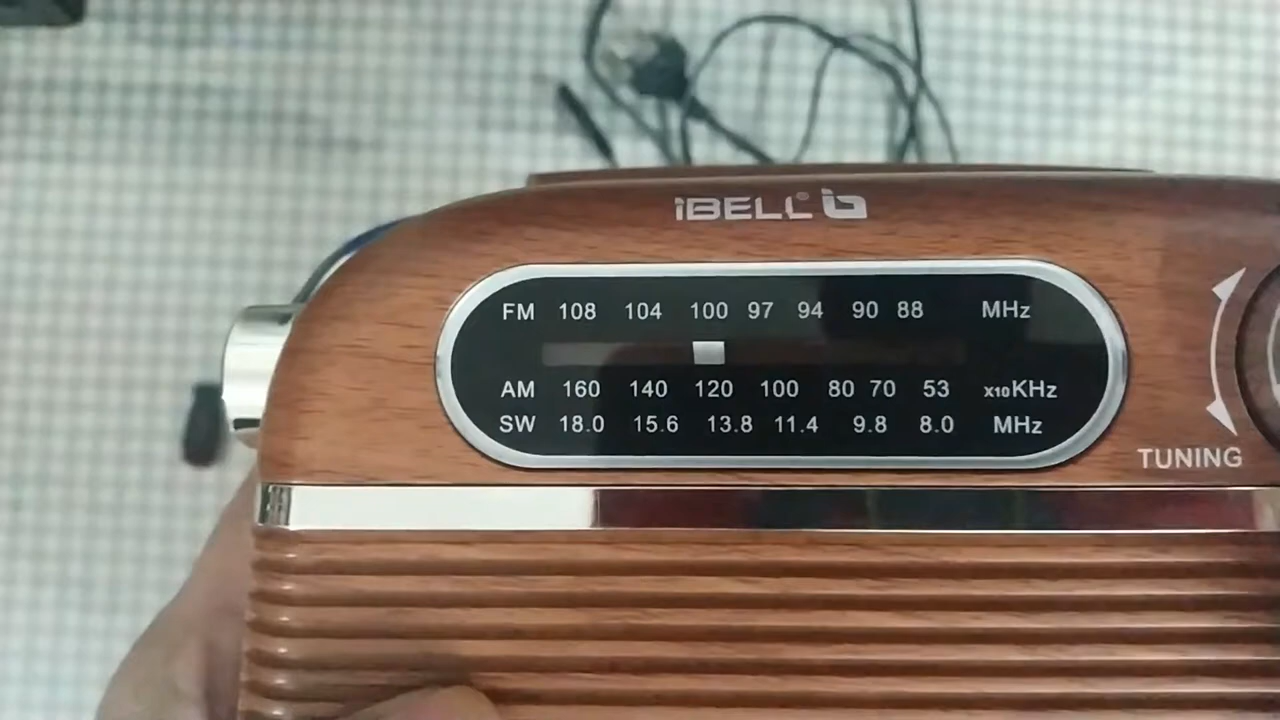 iBELL®
FM 108 104 100 97 94 90 88 MHz
AM 160 140 120 100 80 70 53 x10KHz
SW 18.0 15.6 13.8 11.4 9.8 8.0 MHz
TUNING